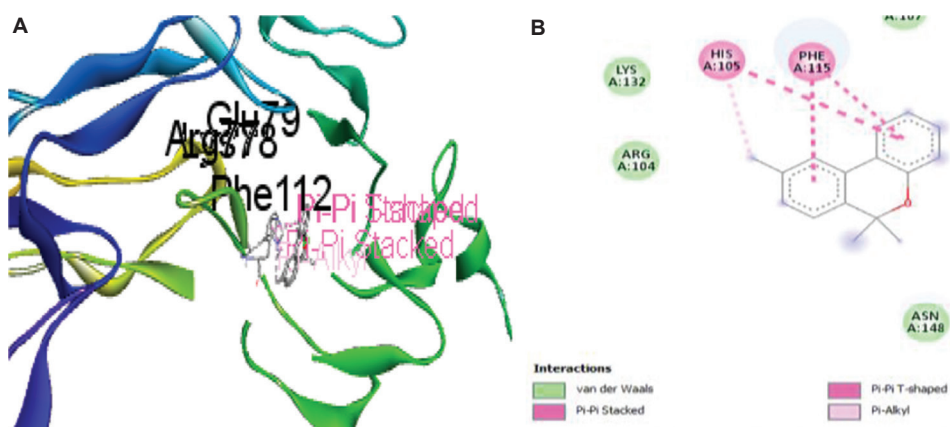 A
Glu79
Phe112
Pi-Pi Stacked
B
HIS
A:105
PHE
A:115
LYS
A:132
ARG
A:104
O
ASN
A:148
Interactions
van der Waals
Pi-Pi Stacked
Pi-Pi T-shaped
Pi-Alkyl